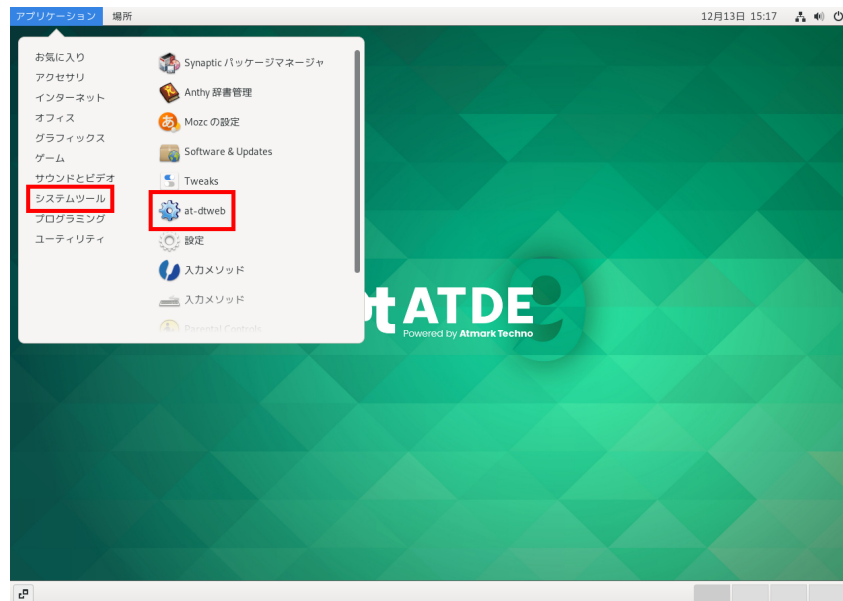 アプリケーション 場所 12月13日 15:17
お気に入り
アクセサリ
インターネット
オフィス
グラフィックス
ゲーム
サウンドとビデオ
システムツール
プログラミング
ユーティリティ
Synaptic パッケージマネージャ
Anthy 辞書管理
あ Mozc の設定
Software & Updates
Tweaks
at-dtweb
設定
入力メソッド
入力メソッド
Parental Controls
t ATDE 9
Powered by Atmark Techno